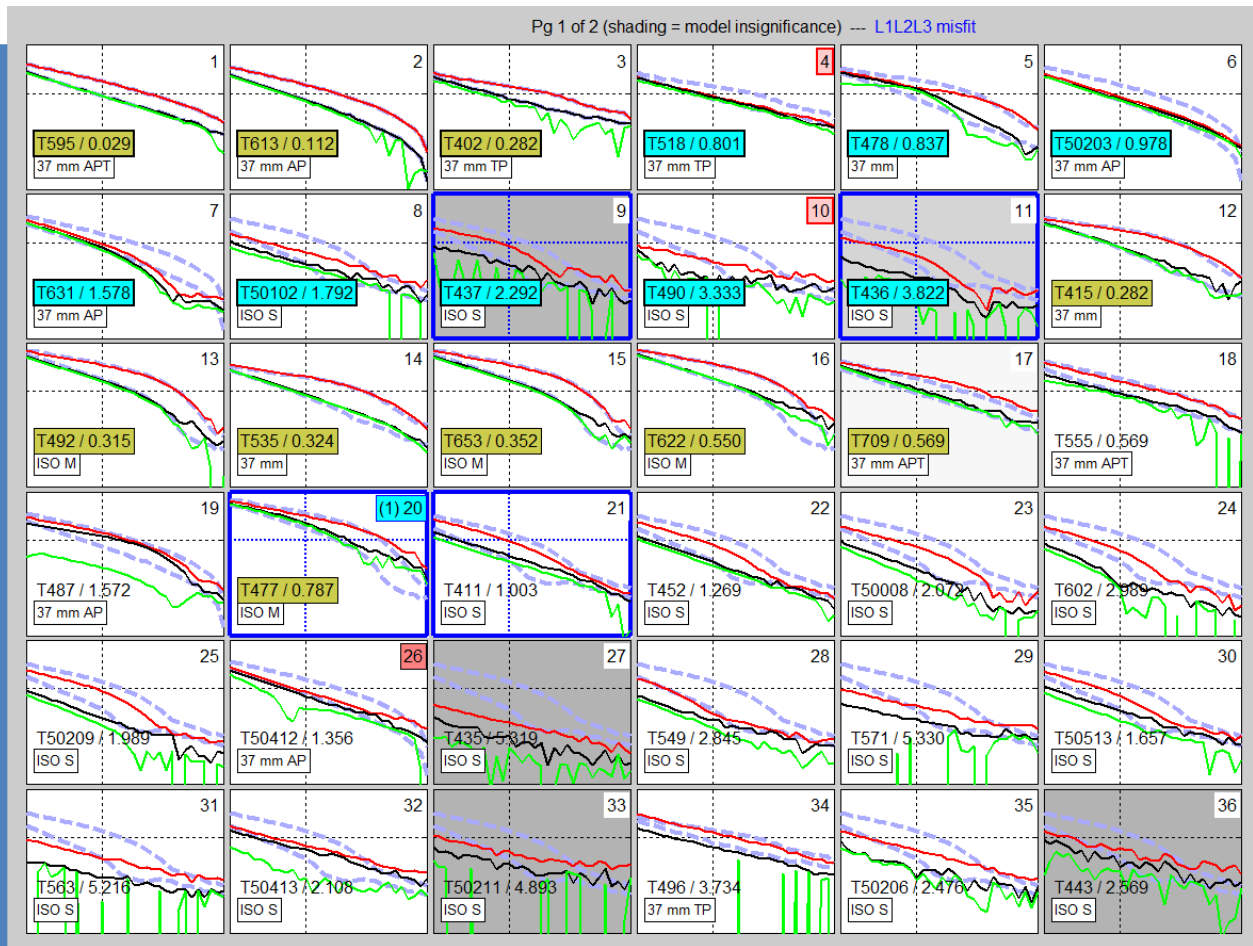 Pg 1 of 2 (shading = model insignificance) --- L1L2L3 misfit
1
T595 / 0.029
37 mm APT
2
T613 / 0.112
37 mm AP
3
T402 / 0.282
37 mm TP
4
T518 / 0.801
37 mm TP
5
T478 / 0.837
37 mm
6
T50203 / 0.978
37 mm AP
7
T631 / 1.578
37 mm AP
8
T50102 / 1.792
ISO S
9
T437 / 2.292
ISO S
10
T490 / 3.333
ISO S
11
T436 / 3.822
ISO S
12
T415 / 0.282
37 mm
13
T492 / 0.315
ISO M
14
T535 / 0.324
37 mm
15
T653 / 0.352
ISO M
16
T622 / 0.550
ISO M
17
T709 / 0.569
37 mm APT
18
T555 / 0.569
37 mm APT
19
T487 / 1.572
37 mm AP
(1) 20
T477 / 0.787
ISO M
21
T411 / 1.003
ISO S
22
T452 / 1.269
ISO S
23
T50008 / 2.072
ISO S
24
T602 / 2.989
ISO S
25
T50209 / 1.989
ISO S
26
T50412 / 1.356
37 mm AP
27
T435 / 5.319
ISO S
28
T549 / 2.845
ISO S
29
T571 / 5.330
ISO S
30
T50513 / 1.657
ISO S
31
T563 / 5.216
ISO S
32
T50413 / 2.108
ISO S
33
T50211 / 4.893
ISO S
34
T496 / 3.734
37 mm TP
35
T50206 / 2.476
ISO S
36
T443 / 2.569
ISO S